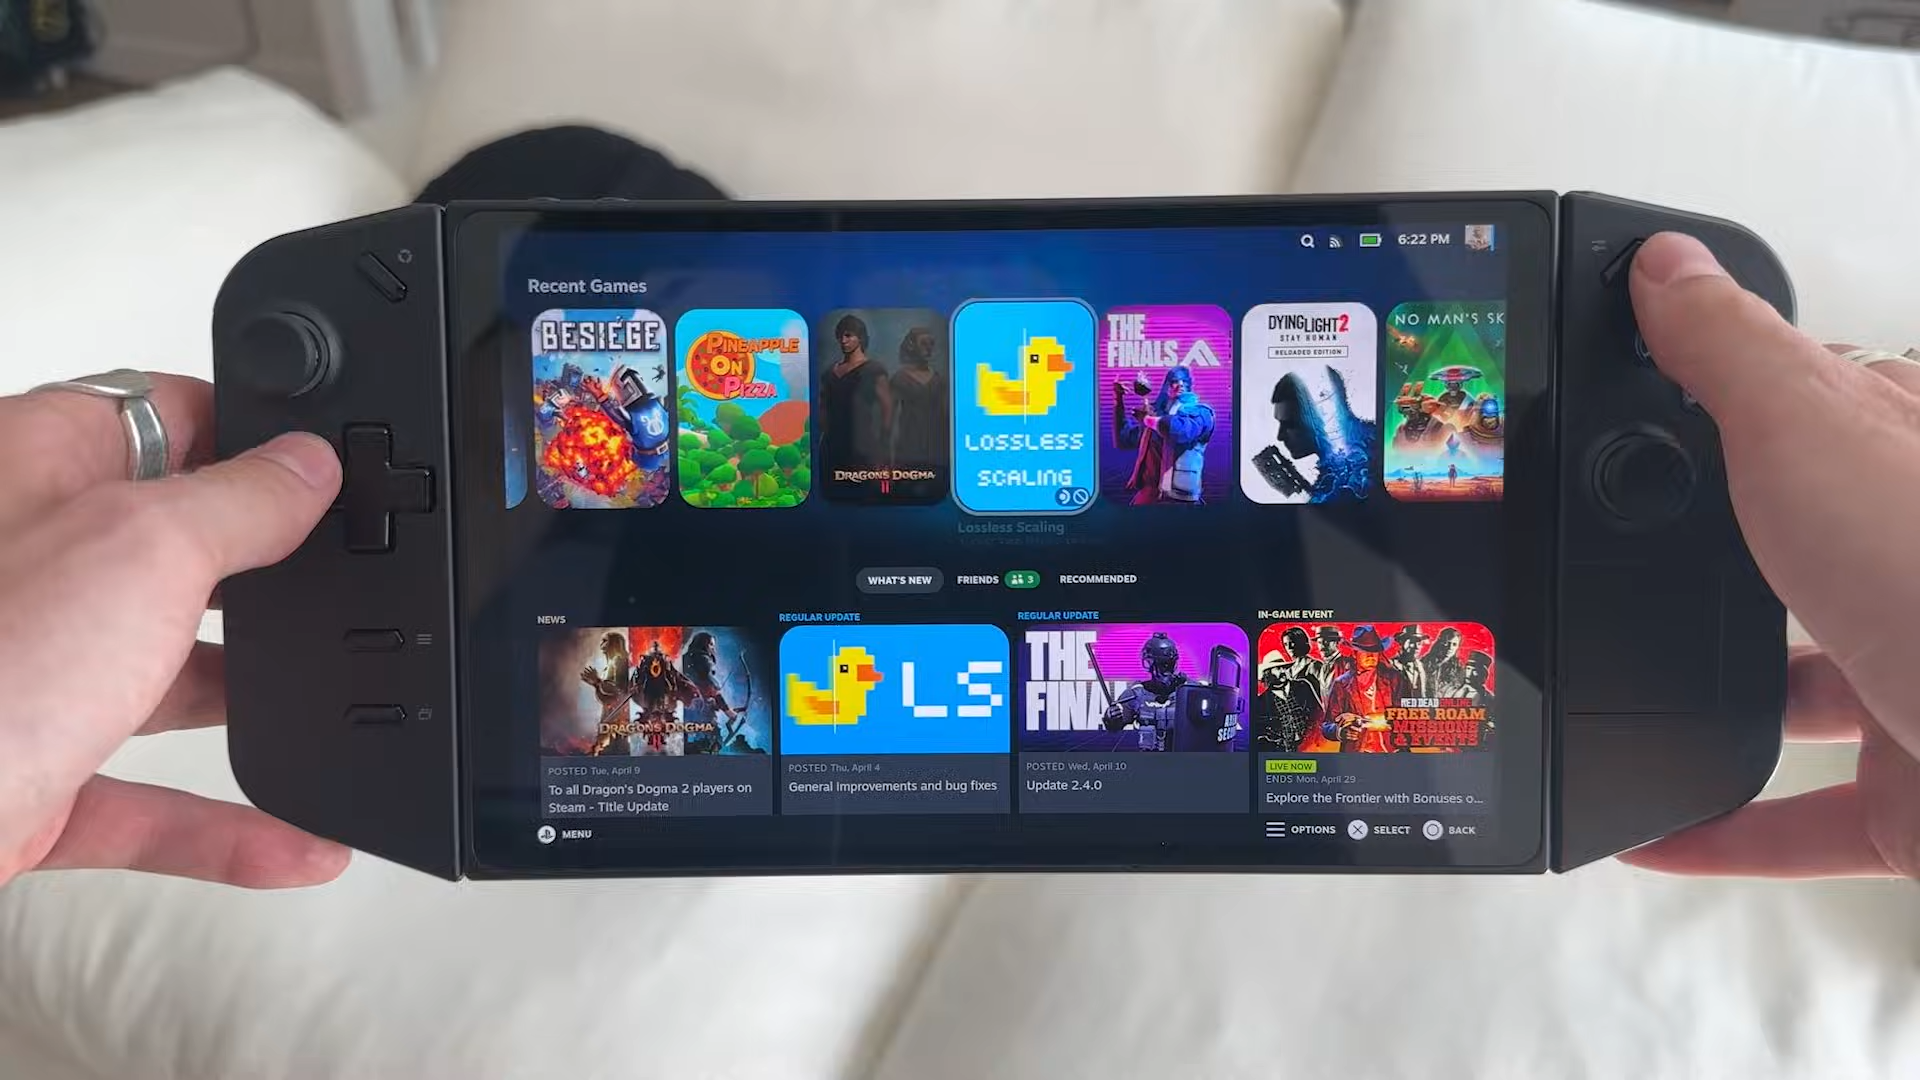 6:22 PM
Recent Games
BESIEGE
PINEAPPLE
ON
PIZZA
DRAGON'S DOGMA
II
LOSSLESS
SCALING
THE
FINALS
DYING LIGHT 2
STAY HUMAN
RELOADED EDITION
NO MAN'S SK
Lossless Scaling
WHAT'S NEW
FRIENDS
3
RECOMMENDED
NEWS
DRAGON'S DOGMA
II
POSTED Tue, April 9
To all Dragon's Dogma 2 players on
Steam - Title Update
REGULAR UPDATE
LS
POSTED Thu, April 4
General Improvements and bug fixes
REGULAR UPDATE
THE
FINA
POSTED Wed, April 10
Update 2.4.0
IN-GAME EVENT
RED DEAD ONLINE
FREE ROAM
MISSIONS
& EVENTS
LIVE NOW
ENDS Mon, April 29
Explore the Frontier with Bonuses o...
MENU
OPTIONS
SELECT
BACK